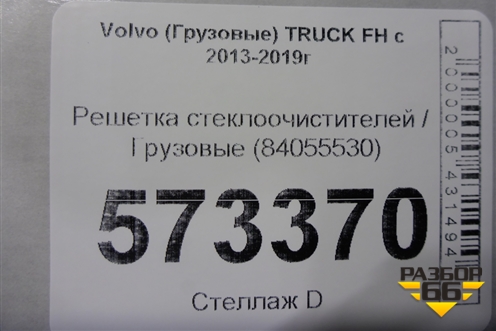 Volvo (Грузовые) TRUCK FH с
2013-2019г
Решетка стеклоочистителей /
Грузовые (84055530)
573370
Стеллаж D
2000005431494
РАЗБОР
66